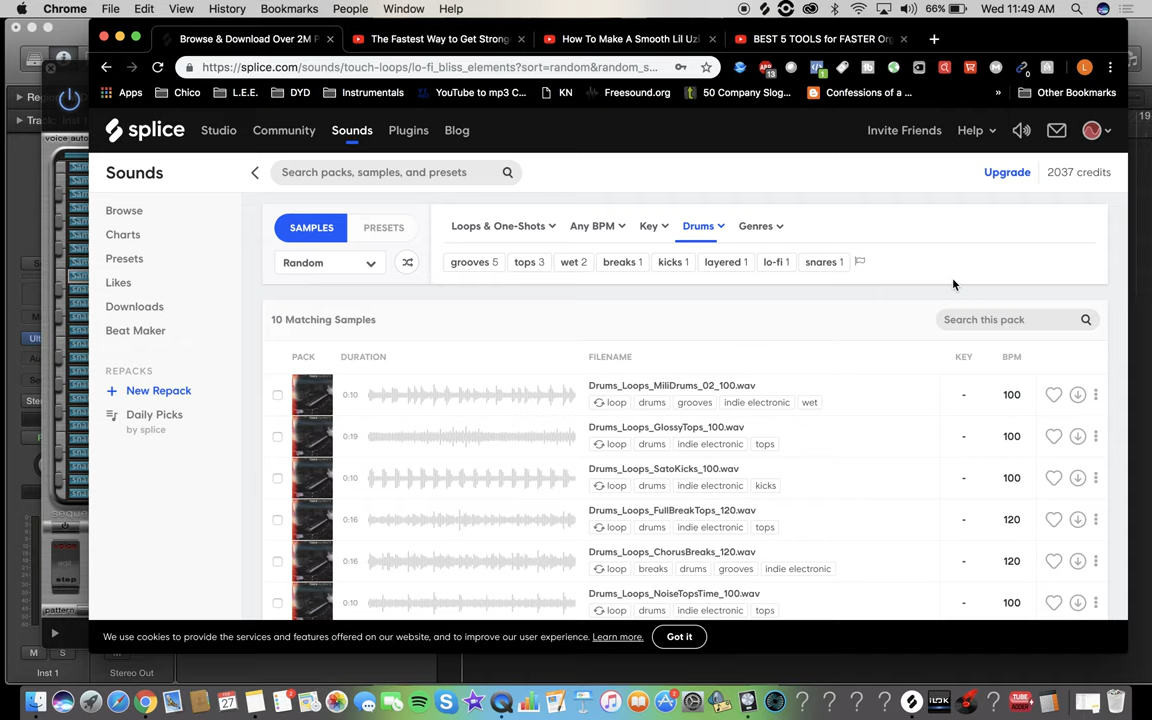 Chrome File Edit View History Bookmarks People Window Help 66% Wed 11:49 AM
Browse & Download Over 2M P The Fastest Way to Get Strong How To Make A Smooth Lil Uzi BEST 5 TOOLS for FASTER Or
https://splice.com/sounds/touch-loops/lo-fi_bliss_elements?sort=random&random_s...
Apps Chico L.E.E. DYD Instrumentals YouTube to mp3 C... KN Freesound.org 50 Company Slog... Confessions of a ... » Other Bookmarks
splice Studio Community Sounds Plugins Blog Invite Friends Help
Sounds Search packs, samples, and presets Upgrade 2037 credits
Browse
Charts
Presets
Likes
Downloads
Beat Maker
REPACKS
New Repack
Daily Picks
by splice
SAMPLES PRESETS Loops & One-Shots Any BPM Key Drums Genres
Random grooves 5 tops 3 wet 2 breaks 1 kicks 1 layered 1 lo-fi 1 snares 1
10 Matching Samples Search this pack
PACK DURATION FILENAME KEY BPM
0:10 Drums_Loops_MiliDrums_02_100.wav - 100
loop drums grooves indie electronic wet
0:19 Drums_Loops_GlossyTops_100.wav - 100
loop drums indie electronic tops
0:10 Drums_Loops_SatoKicks_100.wav - 100
loop drums indie electronic kicks
0:16 Drums_Loops_FullBreakTops_120.wav - 120
loop drums indie electronic tops
0:16 Drums_Loops_ChorusBreaks_120.wav - 120
loop breaks drums grooves indie electronic
0:10 Drums_Loops_NoiseTopsTime_100.wav - 100
loop drums indie electronic tops
We use cookies to provide the services and features offered on our website, and to improve our user experience. Learn more. Got it
voice
step
pattern
M S
Inst 1 Stereo Out